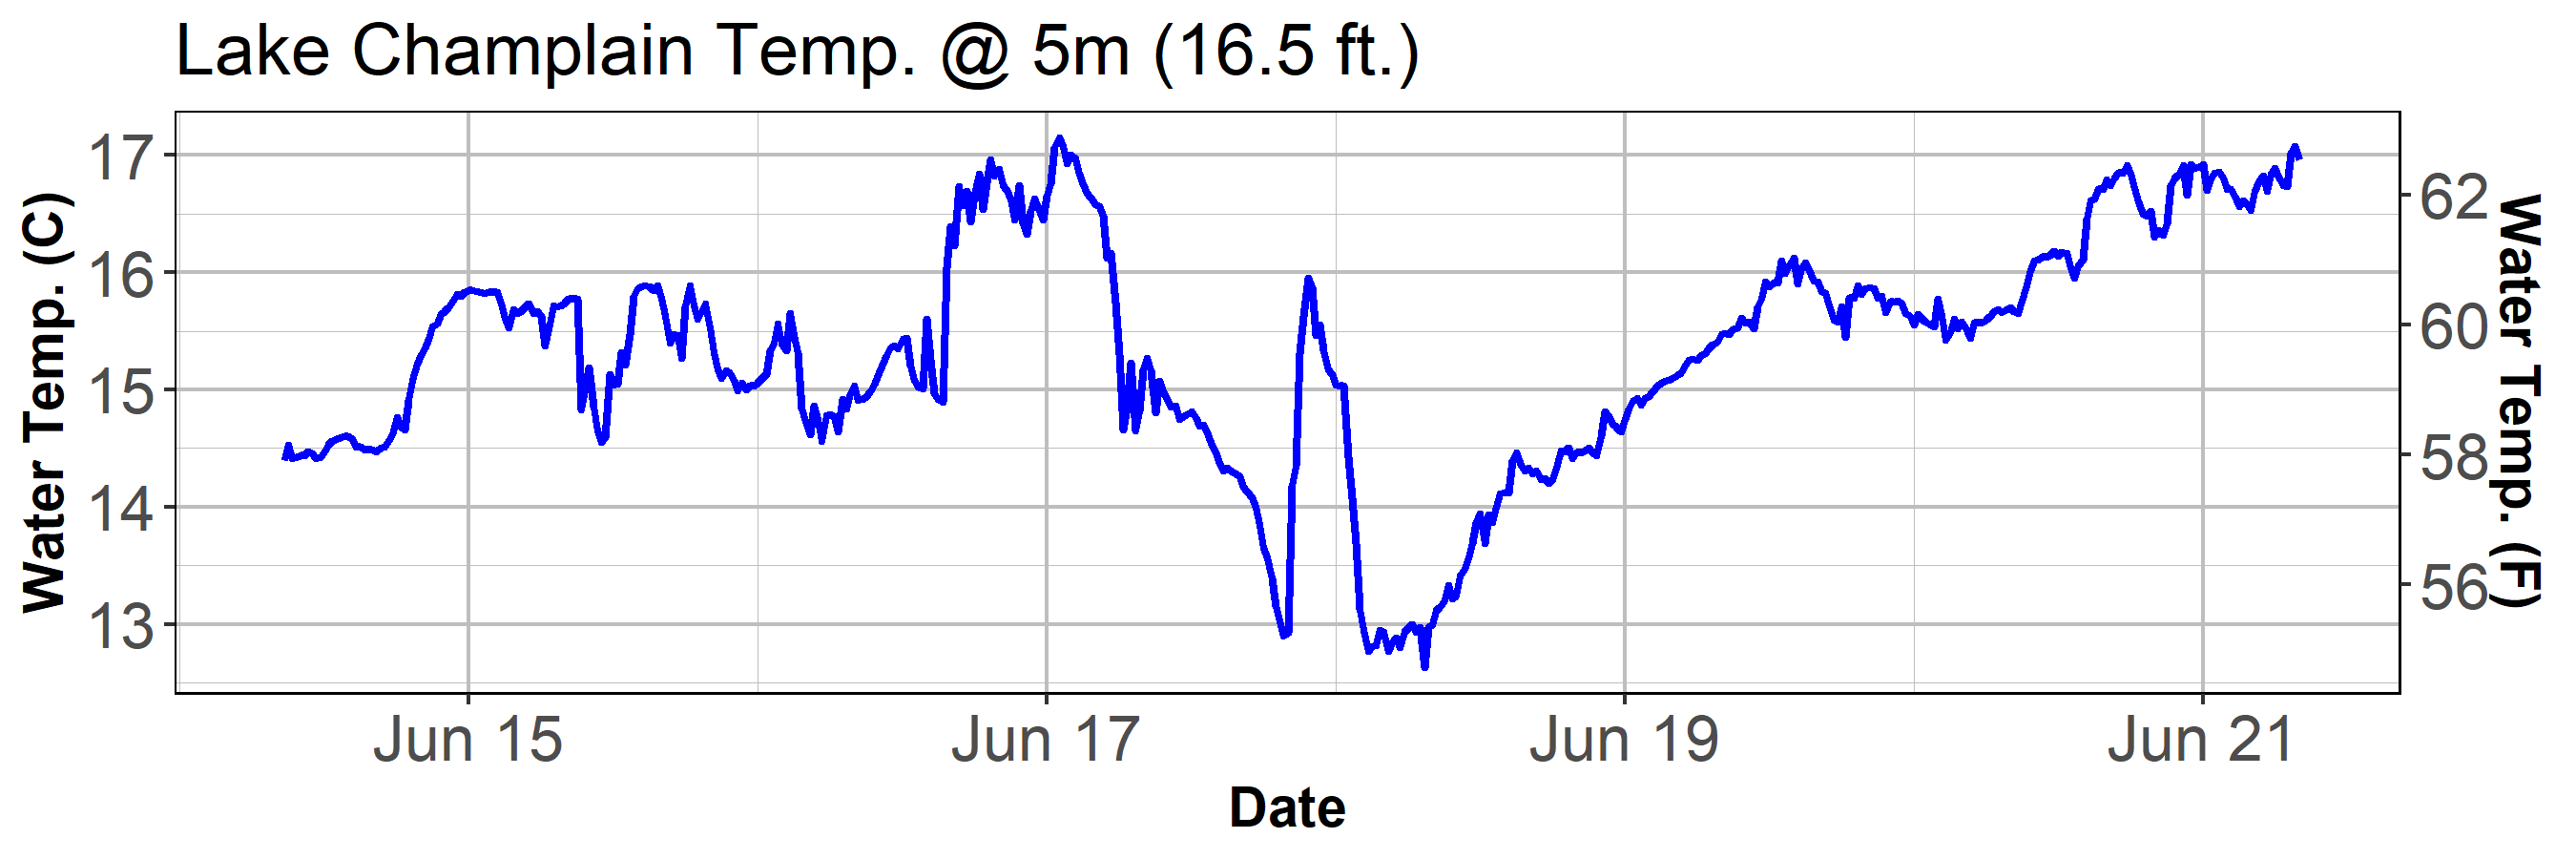 Lake Champlain Temp. @ 5m (16.5 ft.)
Water Temp. (C)
17
16
15
14
13
62
60
58
56
Water Temp. (F)
Jun 15
Jun 17
Jun 19
Jun 21
Date